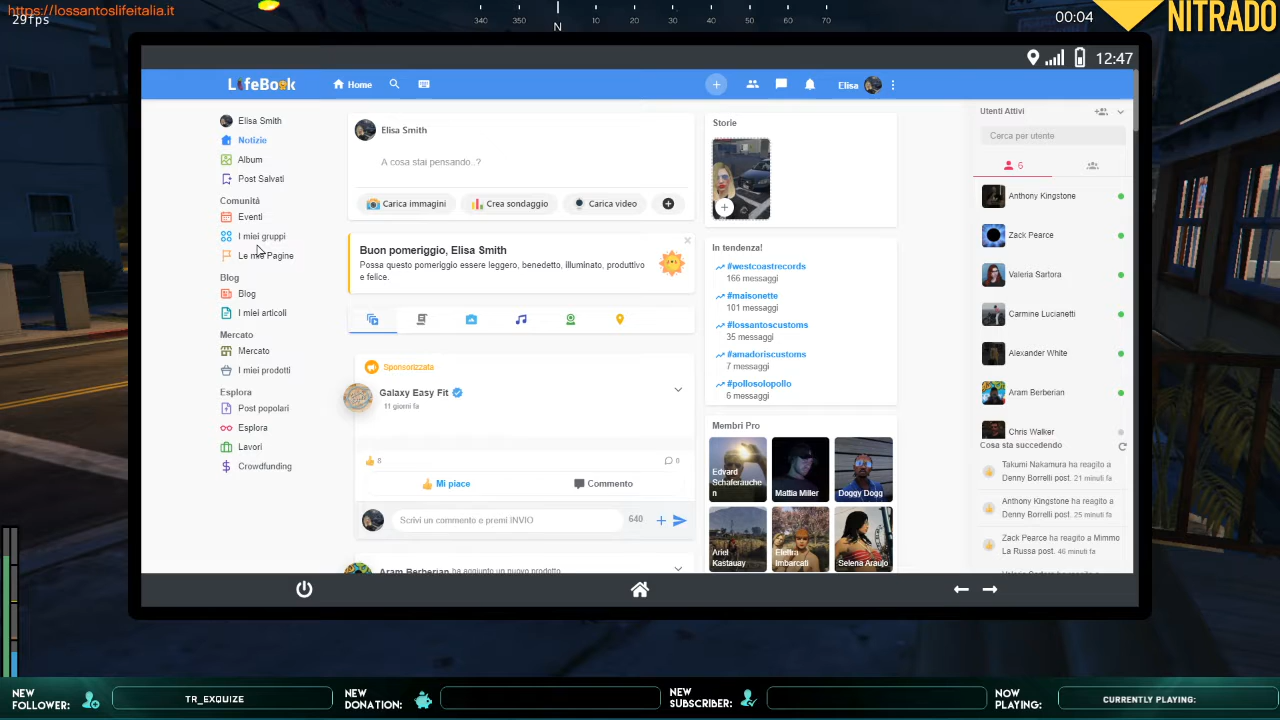 https://lossantoslifeitalia.it
29fps
340 350 N 10 20 30 40 50 60 70
00:04
NITRADO
12:47
LifeBook
Home
Elisa
Elisa Smith
Notizie
Album
Post Salvati
Comunità
Eventi
I miei gruppi
Le mie Pagine
Blog
Blog
I miei articoli
Mercato
Mercato
I miei prodotti
Esplora
Post popolari
Esplora
Lavori
Crowdfunding
Elisa Smith
A cosa stai pensando..?
Carica immagini
Crea sondaggio
Carica video
Buon pomeriggio, Elisa Smith
Possa questo pomeriggio essere leggero, benedetto, illuminato, produttivo
e felice.
Sponsorizzata
Galaxy Easy Fit
11 giorni fa
8
0
Mi piace
Commento
Scrivi un commento e premi INVIO
640
Aram Berberian ha aggiunto un nuovo prodotto
Storie
In tendenza!
#westcoastrecords
166 messaggi
#maisonette
101 messaggi
#lossantoscustoms
35 messaggi
#amadoriscustoms
7 messaggi
#pollosolopollo
6 messaggi
Membri Pro
Edvard
Schaferauche
n
Mattia Miller
Doggy Dogg
Ariel
Kastauay
Elettra
Imbarcati
Selena Araujo
Utenti Attivi
Cerca per utente
6
Anthony Kingstone
Zack Pearce
Valeria Sartora
Carmine Lucianetti
Alexander White
Aram Berberian
Chris Walker
Cosa sta succedendo
Takumi Nakamura ha reagito a
Denny Borrelli post. 21 minuti fa
Anthony Kingstone ha reagito a
Denny Borrelli post. 25 minuti fa
Zack Pearce ha reagito a Mimmo
La Russa post. 46 minuti fa
NEW
FOLLOWER:
TR_EXQUIZE
NEW
DONATION:
NEW
SUBSCRIBER:
NOW
PLAYING:
CURRENTLY PLAYING: